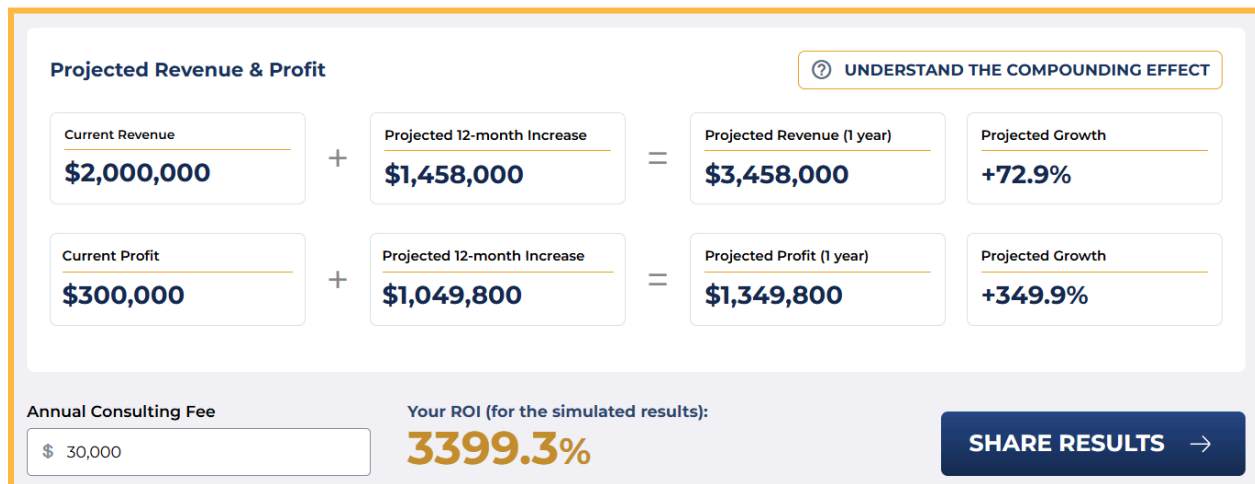 Projected Revenue & Profit
UNDERSTAND THE COMPOUNDING EFFECT
Current Revenue
$2,000,000
+
Projected 12-month Increase
$1,458,000
=
Projected Revenue (1 year)
$3,458,000
Projected Growth
+72.9%
Current Profit
$300,000
+
Projected 12-month Increase
$1,049,800
=
Projected Profit (1 year)
$1,349,800
Projected Growth
+349.9%
Annual Consulting Fee
$ 30,000
Your ROI (for the simulated results):
3399.3%
SHARE RESULTS →